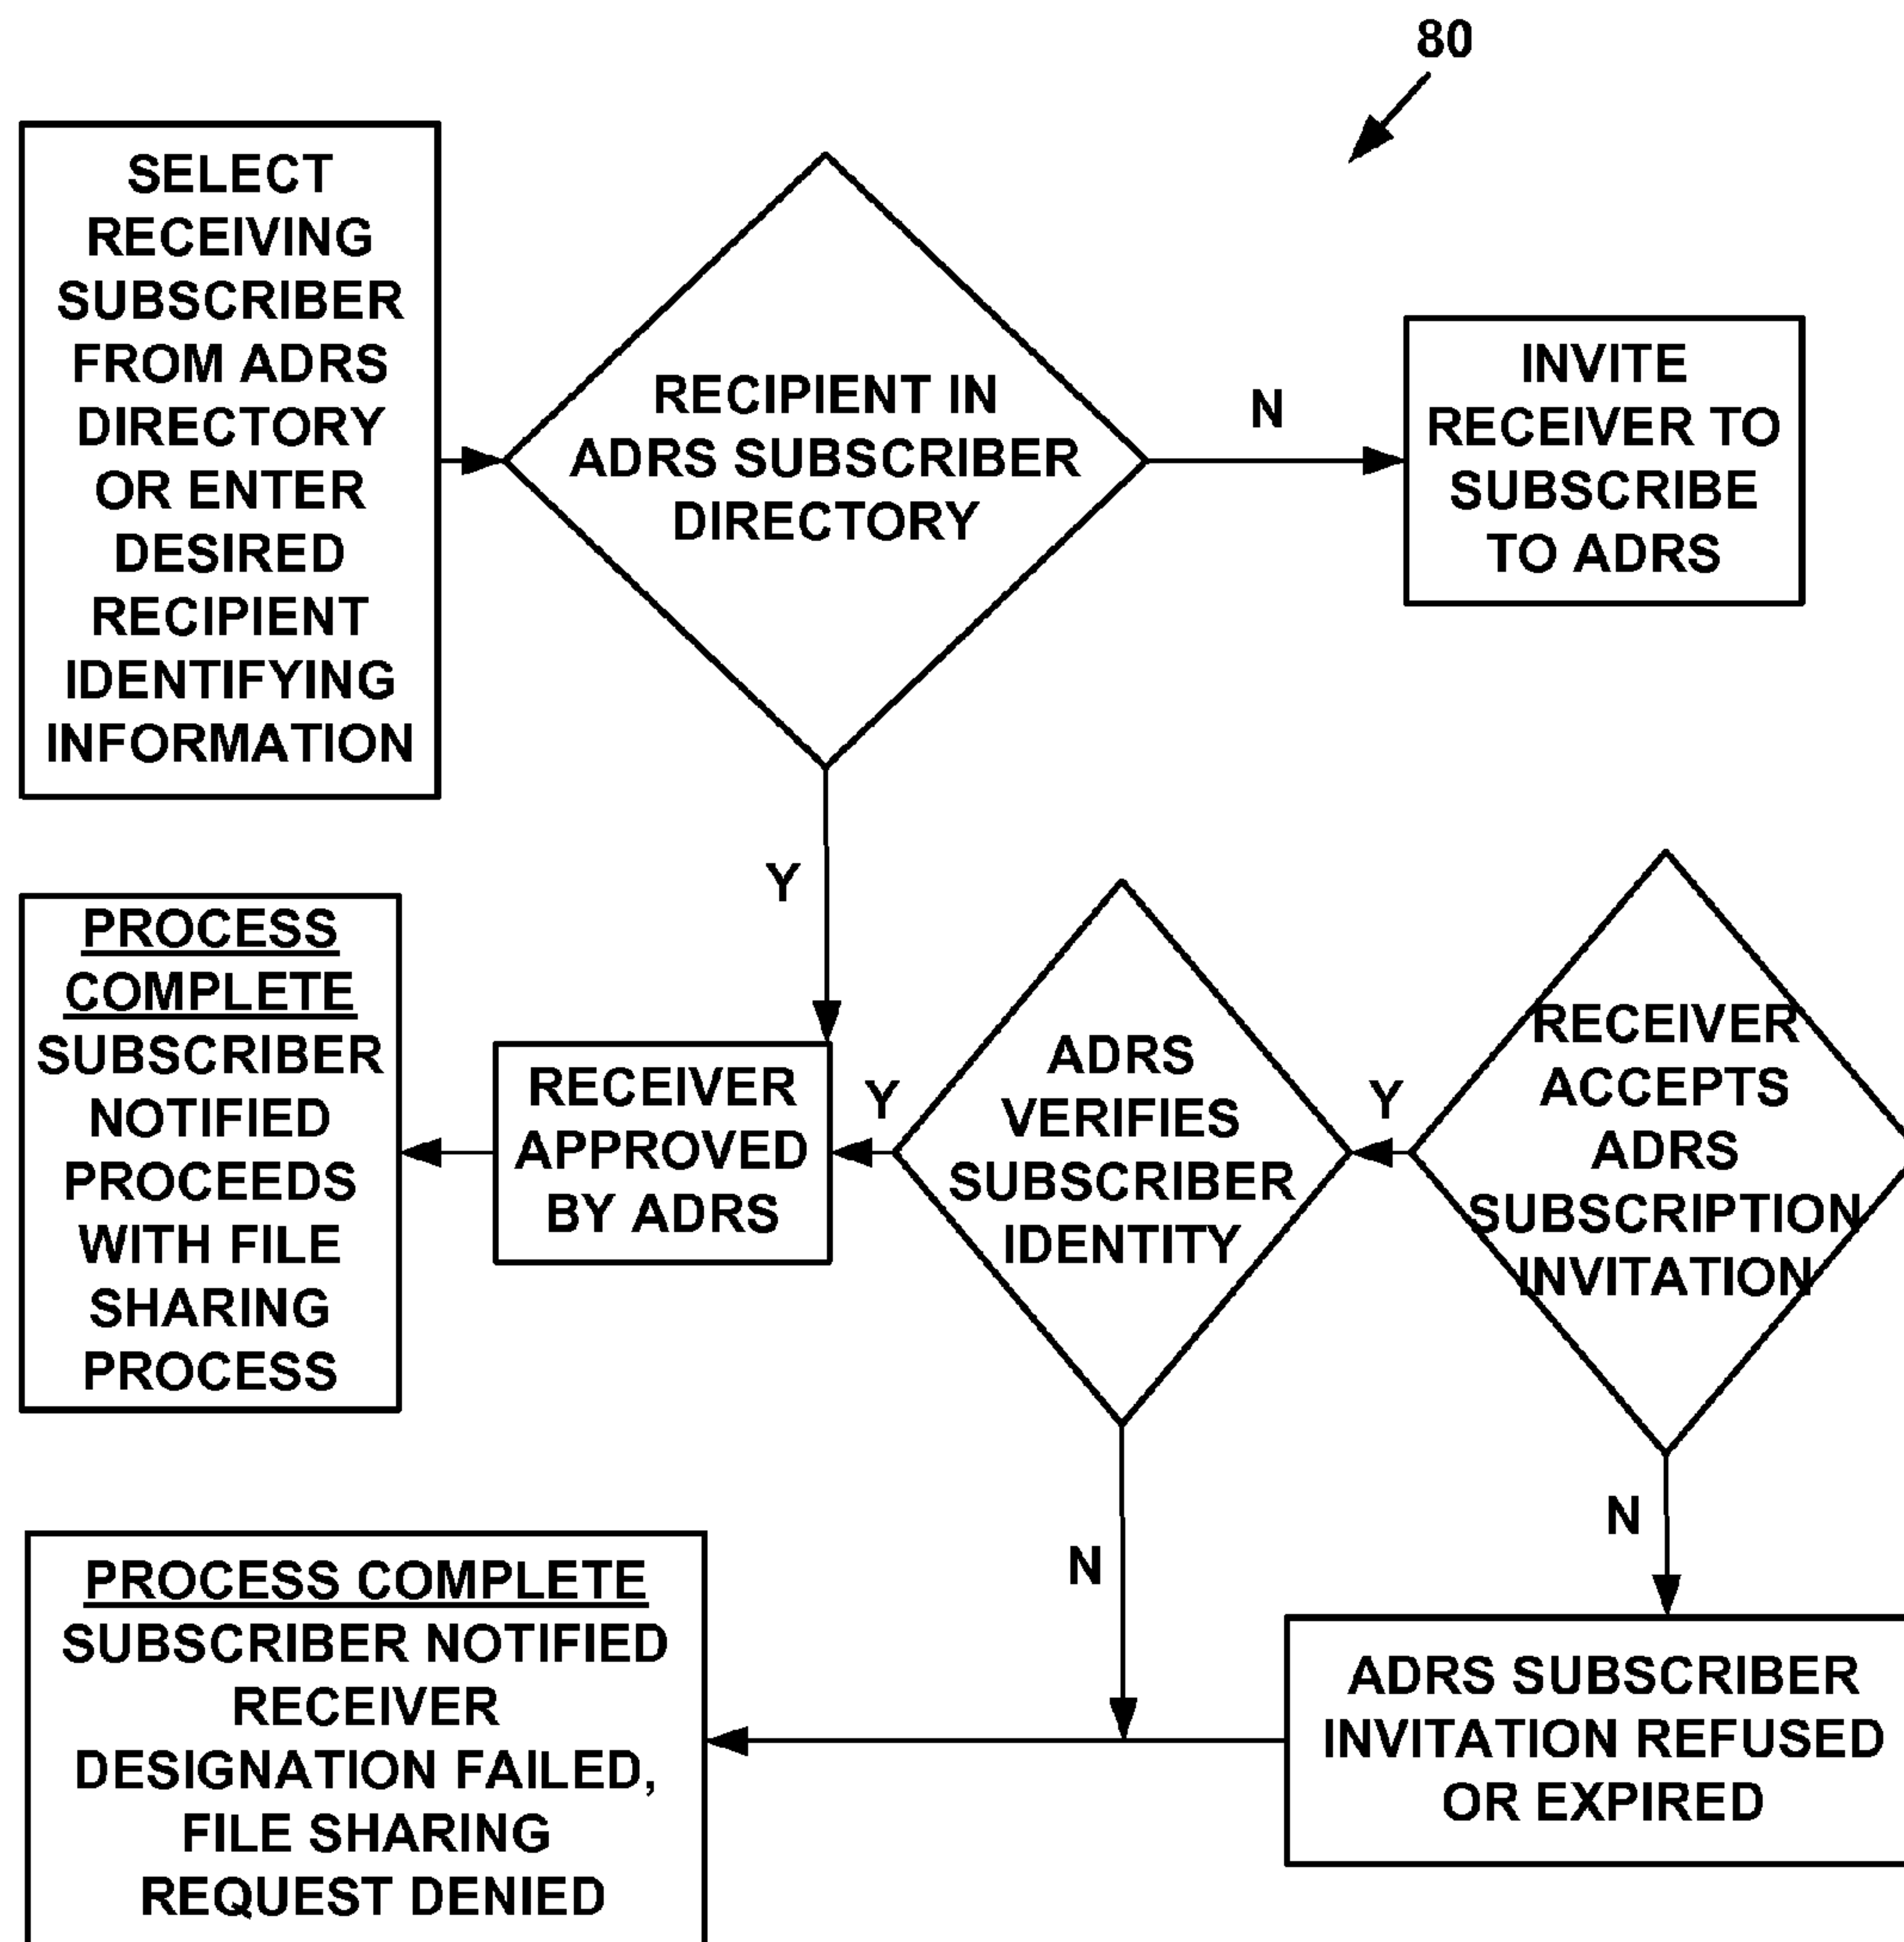 80
SELECT
RECEIVING
SUBSCRIBER
FROM ADRS
DIRECTORY
OR ENTER
DESIRED
RECIPIENT
IDENTIFYING
INFORMATION
RECIPIENT IN
ADRS SUBSCRIBER
DIRECTORY
N
INVITE
RECEIVER TO
SUBSCRIBE
TO ADRS
Y
PROCESS
COMPLETE
SUBSCRIBER
NOTIFIED
PROCEEDS
WITH FILE
SHARING
PROCESS
RECEIVER
APPROVED
BY ADRS
Y
ADRS
VERIFIES
SUBSCRIBER
IDENTITY
Y
RECEIVER
ACCEPTS
ADRS
SUBSCRIPTION
INVITATION
N
N
PROCESS COMPLETE
SUBSCRIBER NOTIFIED
RECEIVER
DESIGNATION FAILED,
FILE SHARING
REQUEST DENIED
ADRS SUBSCRIBER
INVITATION REFUSED
OR EXPIRED